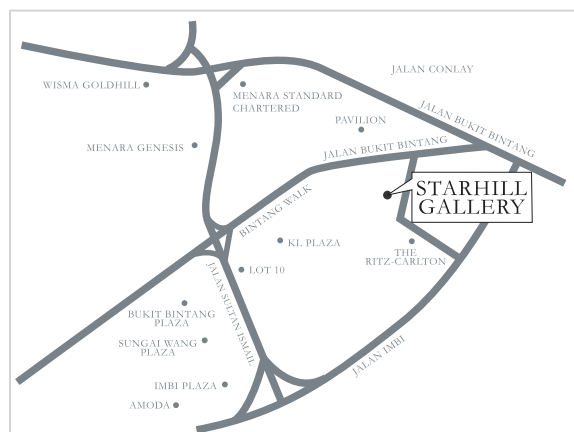 JALAN CONLAY
WISMA GOLDHILL
MENARA STANDARD
CHARTERED
JALAN BUKIT BINTANG
PAVILION
MENARA GENESIS
JALAN BUKIT BINTANG
STARHILL
GALLERY
BINTANG WALK
KL PLAZA
THE
RITZ-CARLTON
LOT 10
JALAN SULTAN ISMAIL
BUKIT BINTANG
PLAZA
SUNGAI WANG
PLAZA
JALAN IMBI
IMBI PLAZA
AMODA